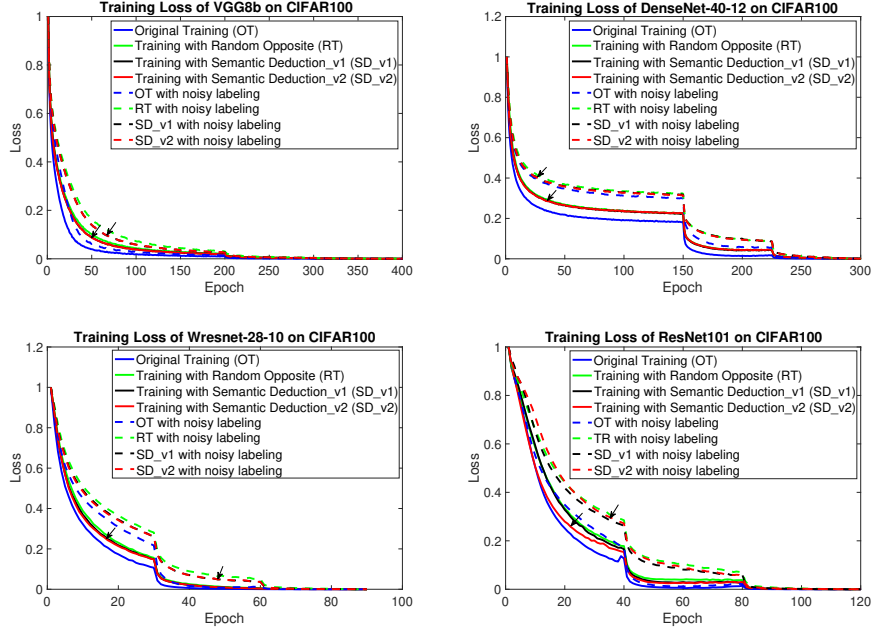 Training Loss of VGG8b on CIFAR100
1
0.8
0.6
0.4
0.2
0
Loss
0
50
100
150
200
250
300
350
400
Epoch
Original Training (OT)
Training with Random Opposite (RT)
Training with Semantic Deduction_v1 (SD_v1)
Training with Semantic Deduction_v2 (SD_v2)
OT with noisy labeling
RT with noisy labeling
SD_v1 with noisy labeling
SD_v2 with noisy labeling
Training Loss of DenseNet-40-12 on CIFAR100
1.2
1
0.8
0.6
0.4
0.2
0
Loss
0
50
100
150
200
250
300
Epoch
Original Training (OT)
Training with Random Opposite (RT)
Training with Semantic Deduction_v1 (SD_v1)
Training with Semantic Deduction_v2 (SD_v2)
OT with noisy labeling
RT with noisy labeling
SD_v1 with noisy labeling
SD_v2 with noisy labeling
Training Loss of Wresnet-28-10 on CIFAR100
1.2
1
0.8
0.6
0.4
0.2
0
Loss
0
20
40
60
80
100
Epoch
Original Training (OT)
Training with Random Opposite (RT)
Training with Semantic Deduction_v1 (SD_v1)
Training with Semantic Deduction_v2 (SD_v2)
OT with noisy labeling
RT with noisy labeling
SD_v1 with noisy labeling
SD_v2 with noisy labeling
Training Loss of ResNet101 on CIFAR100
1
0.8
0.6
0.4
0.2
0
Loss
0
20
40
60
80
100
120
Epoch
Original Training (OT)
Training with Random Opposite (RT)
Training with Semantic Deduction_v1 (SD_v1)
Training with Semantic Deduction_v2 (SD_v2)
OT with noisy labeling
TR with noisy labeling
SD_v1 with noisy labeling
SD_v2 with noisy labeling